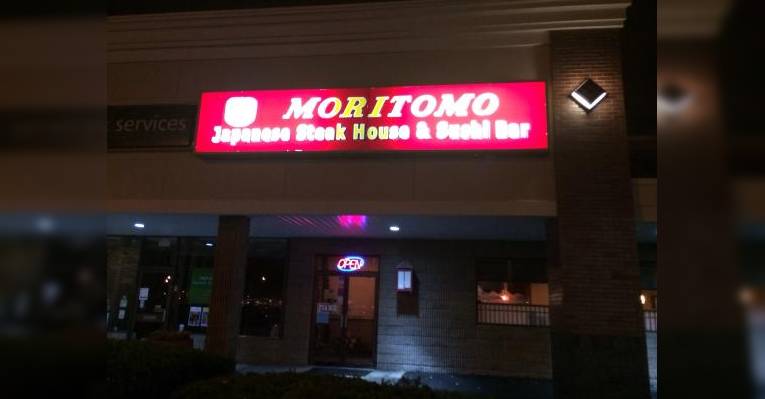 MORITOMO
Japanese Steak House & Sushi Bar
services
OPEN